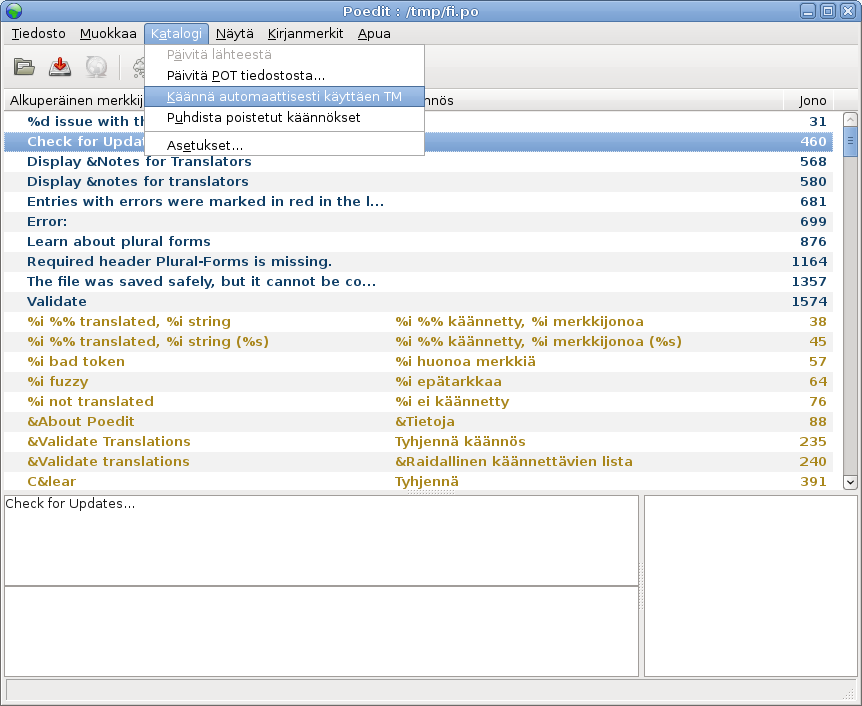 Poedit : /tmp/fi.po
Tiedosto Muokkaa Katalogi Näytä Kirjanmerkit Apua
Päivitä lähteestä
Päivitä POT tiedostosta...
Käännä automaattisesti käyttäen TM
Puhdista poistetut käännökset
Asetukset...
Alkuperäinen Jono
%d issue with 31
Check for 460
Display &Notes for Translators 568
Display &notes for translators 580
Entries with errors were marked in red in the l... 681
Error: 699
Learn about plural forms 876
Required header Plural-Forms is missing. 1164
The file was saved safely, but it cannot be co... 1357
Validate 1574
%i %% translated, %i string %i %% käännetty, %i merkkijonoa 38
%i %% translated, %i string (%s) %i %% käännetty, %i merkkijonoa (%s) 45
%i bad token %i huonoa merkkiä 57
%i fuzzy %i epätarkkaa 64
%i not translated %i ei käännetty 76
&About Poedit &Tietoja 88
&Validate Translations Tyhjennä käännös 235
&Validate translations &Raidallinen käännettävien lista 240
C&lear Tyhjennä 391
Check for Updates...